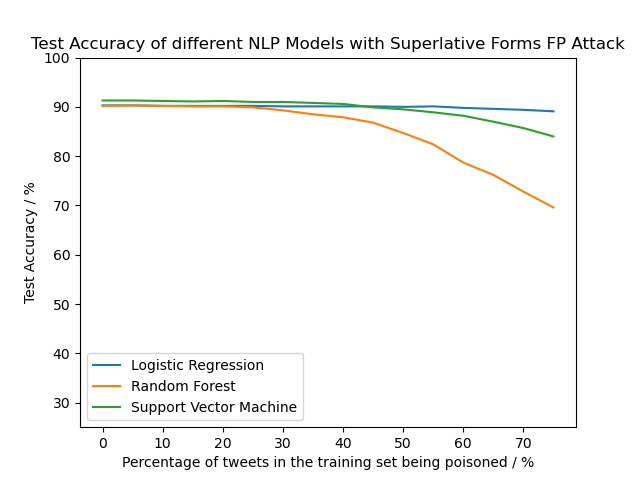 Test Accuracy of different NLP Models with Superlative Forms FP Attack
100
90
80
70
60
50
40
30
Test Accuracy / %
Logistic Regression
Random Forest
Support Vector Machine
0 10 20 30 40 50 60 70
Percentage of tweets in the training set being poisoned / %